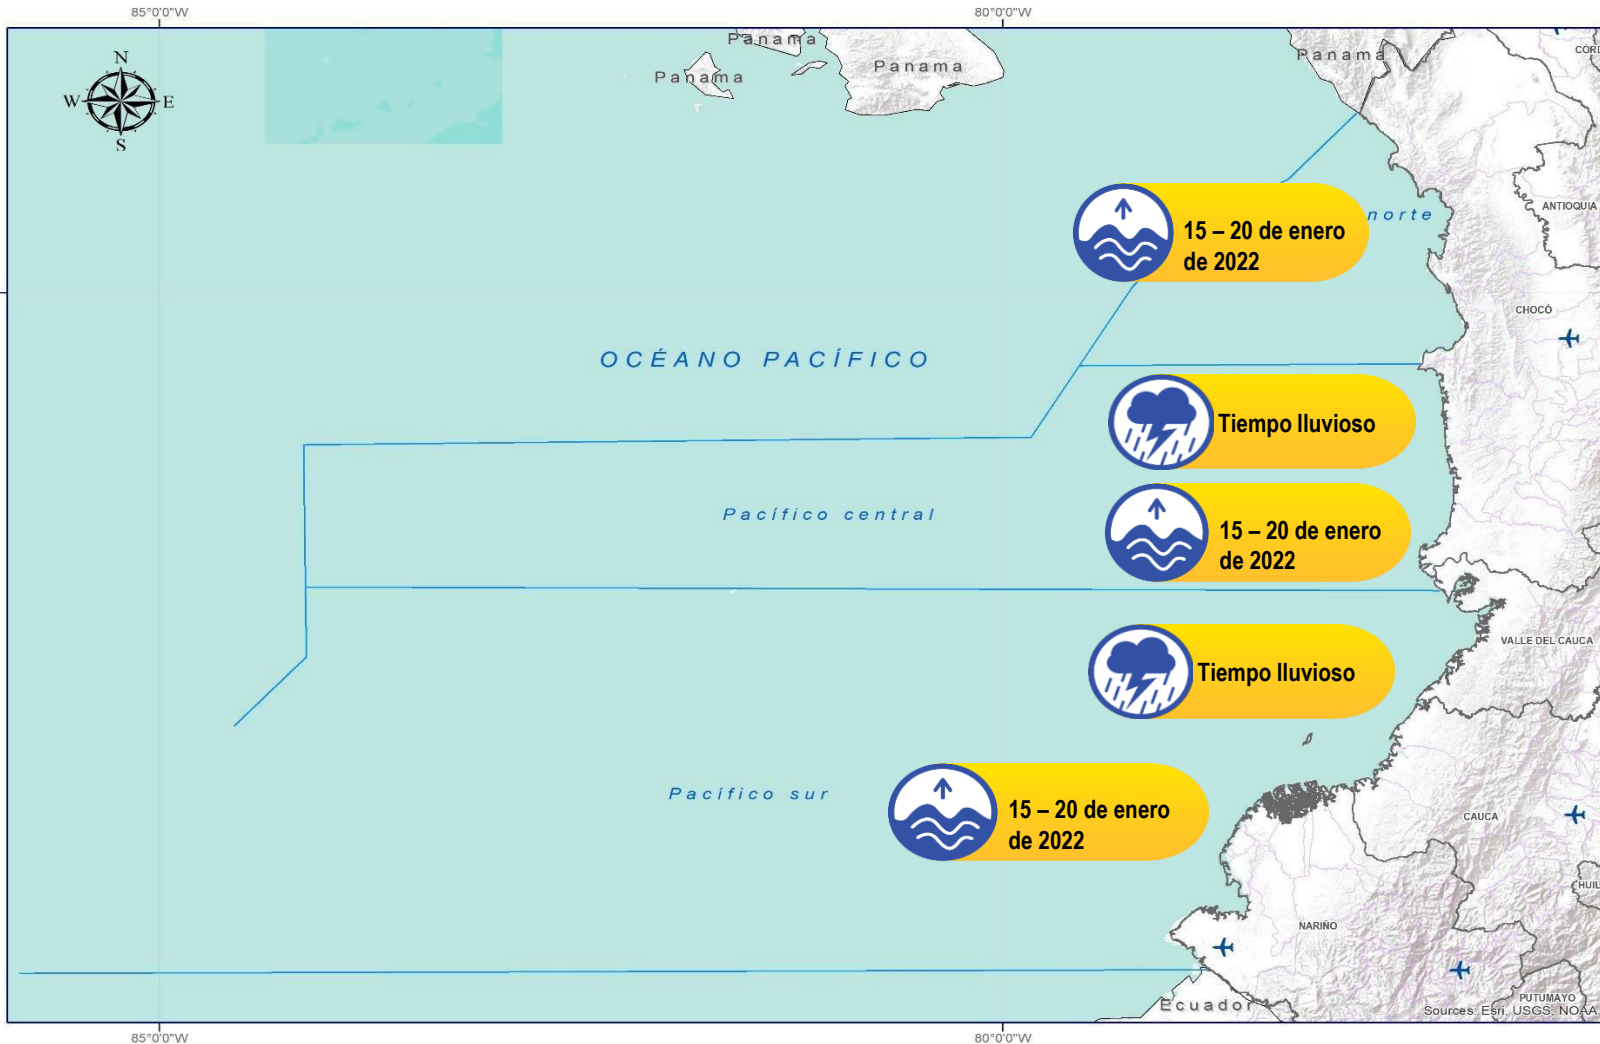 85°0'0"W
80°0'0"W
N
W
E
S
Panama
Panama
Panama
Panama
ANTIOQUIA
norte
15 – 20 de enero
de 2022
CHOCÓ
OCÉANO PACÍFICO
Tiempo lluvioso
Pacífico central
15 – 20 de enero
de 2022
VALLE DEL CAUCA
Tiempo lluvioso
Pacífico sur
15 – 20 de enero
de 2022
CAUCA
HUIL
NARIÑO
PUTUMAYO
Ecuador
Sources: Esri, USGS, NOAA
85°0'0"W
80°0'0"W